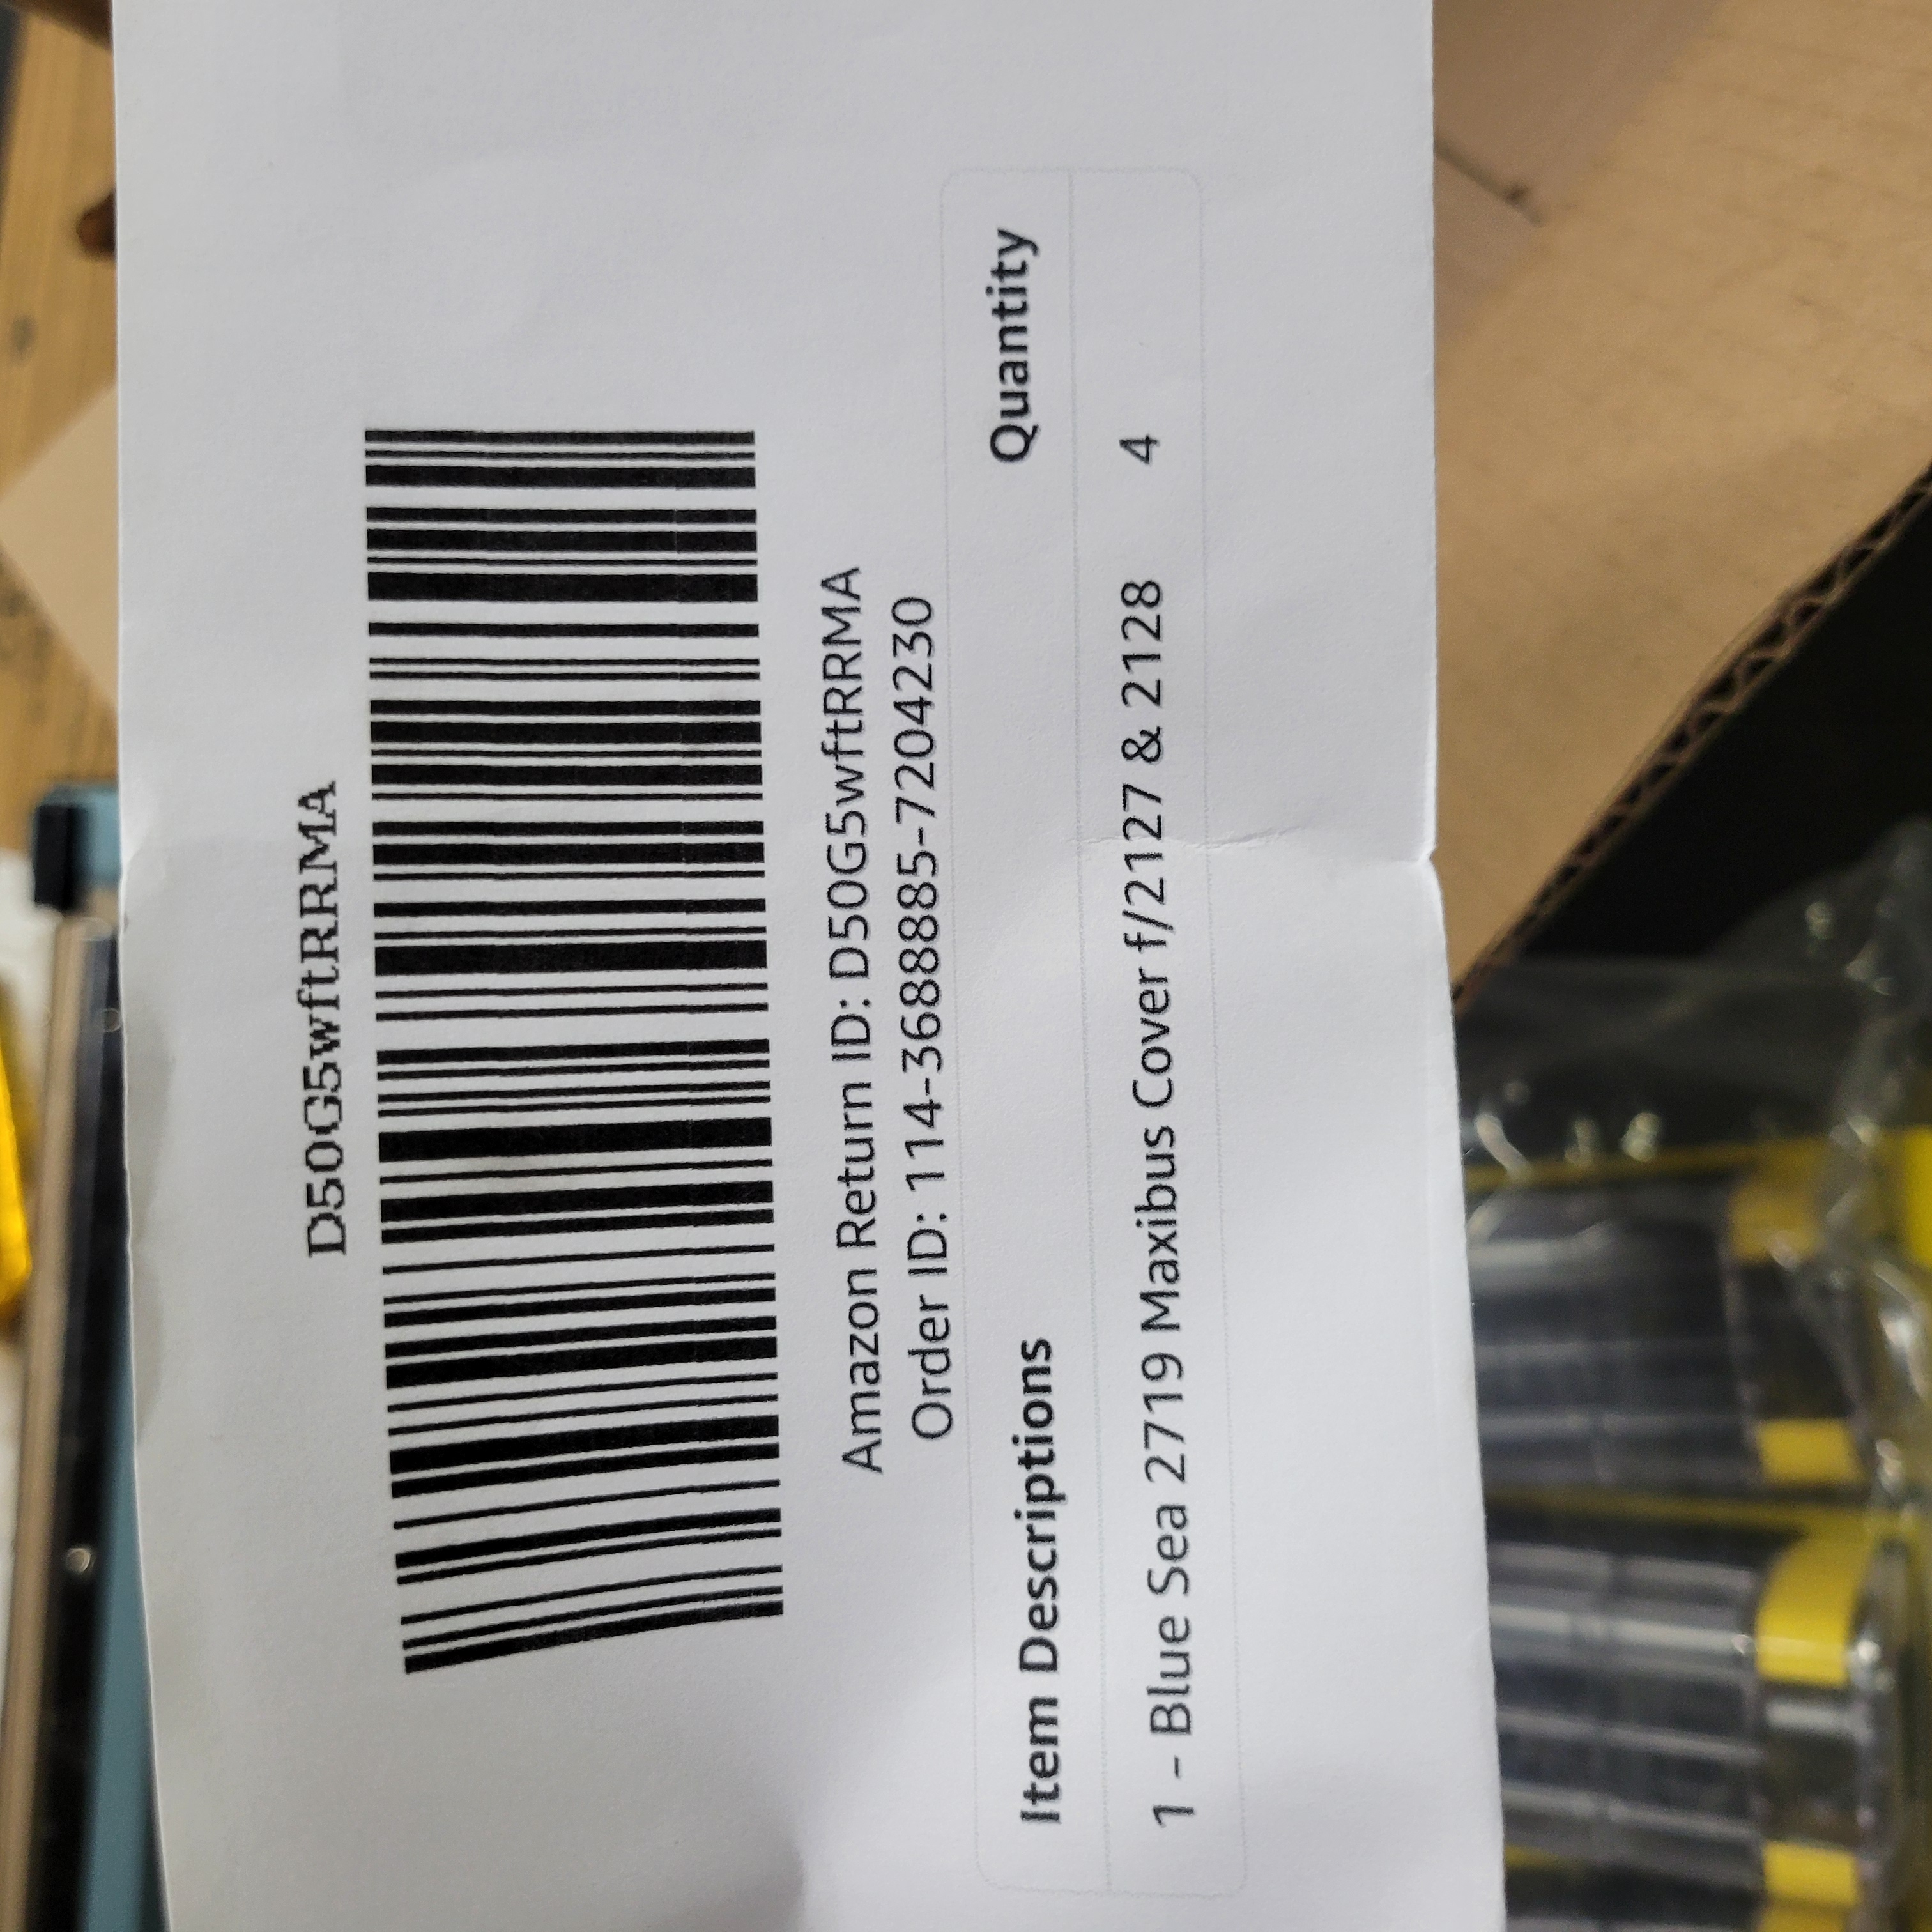 D50G5wftRRMA
Amazon Return ID: D50G5wftRRMA
Order ID: 114-3688885-7204230
Item Descriptions Quantity
1 - Blue Sea 2719 Maxibus Cover f/2127 & 2128 4